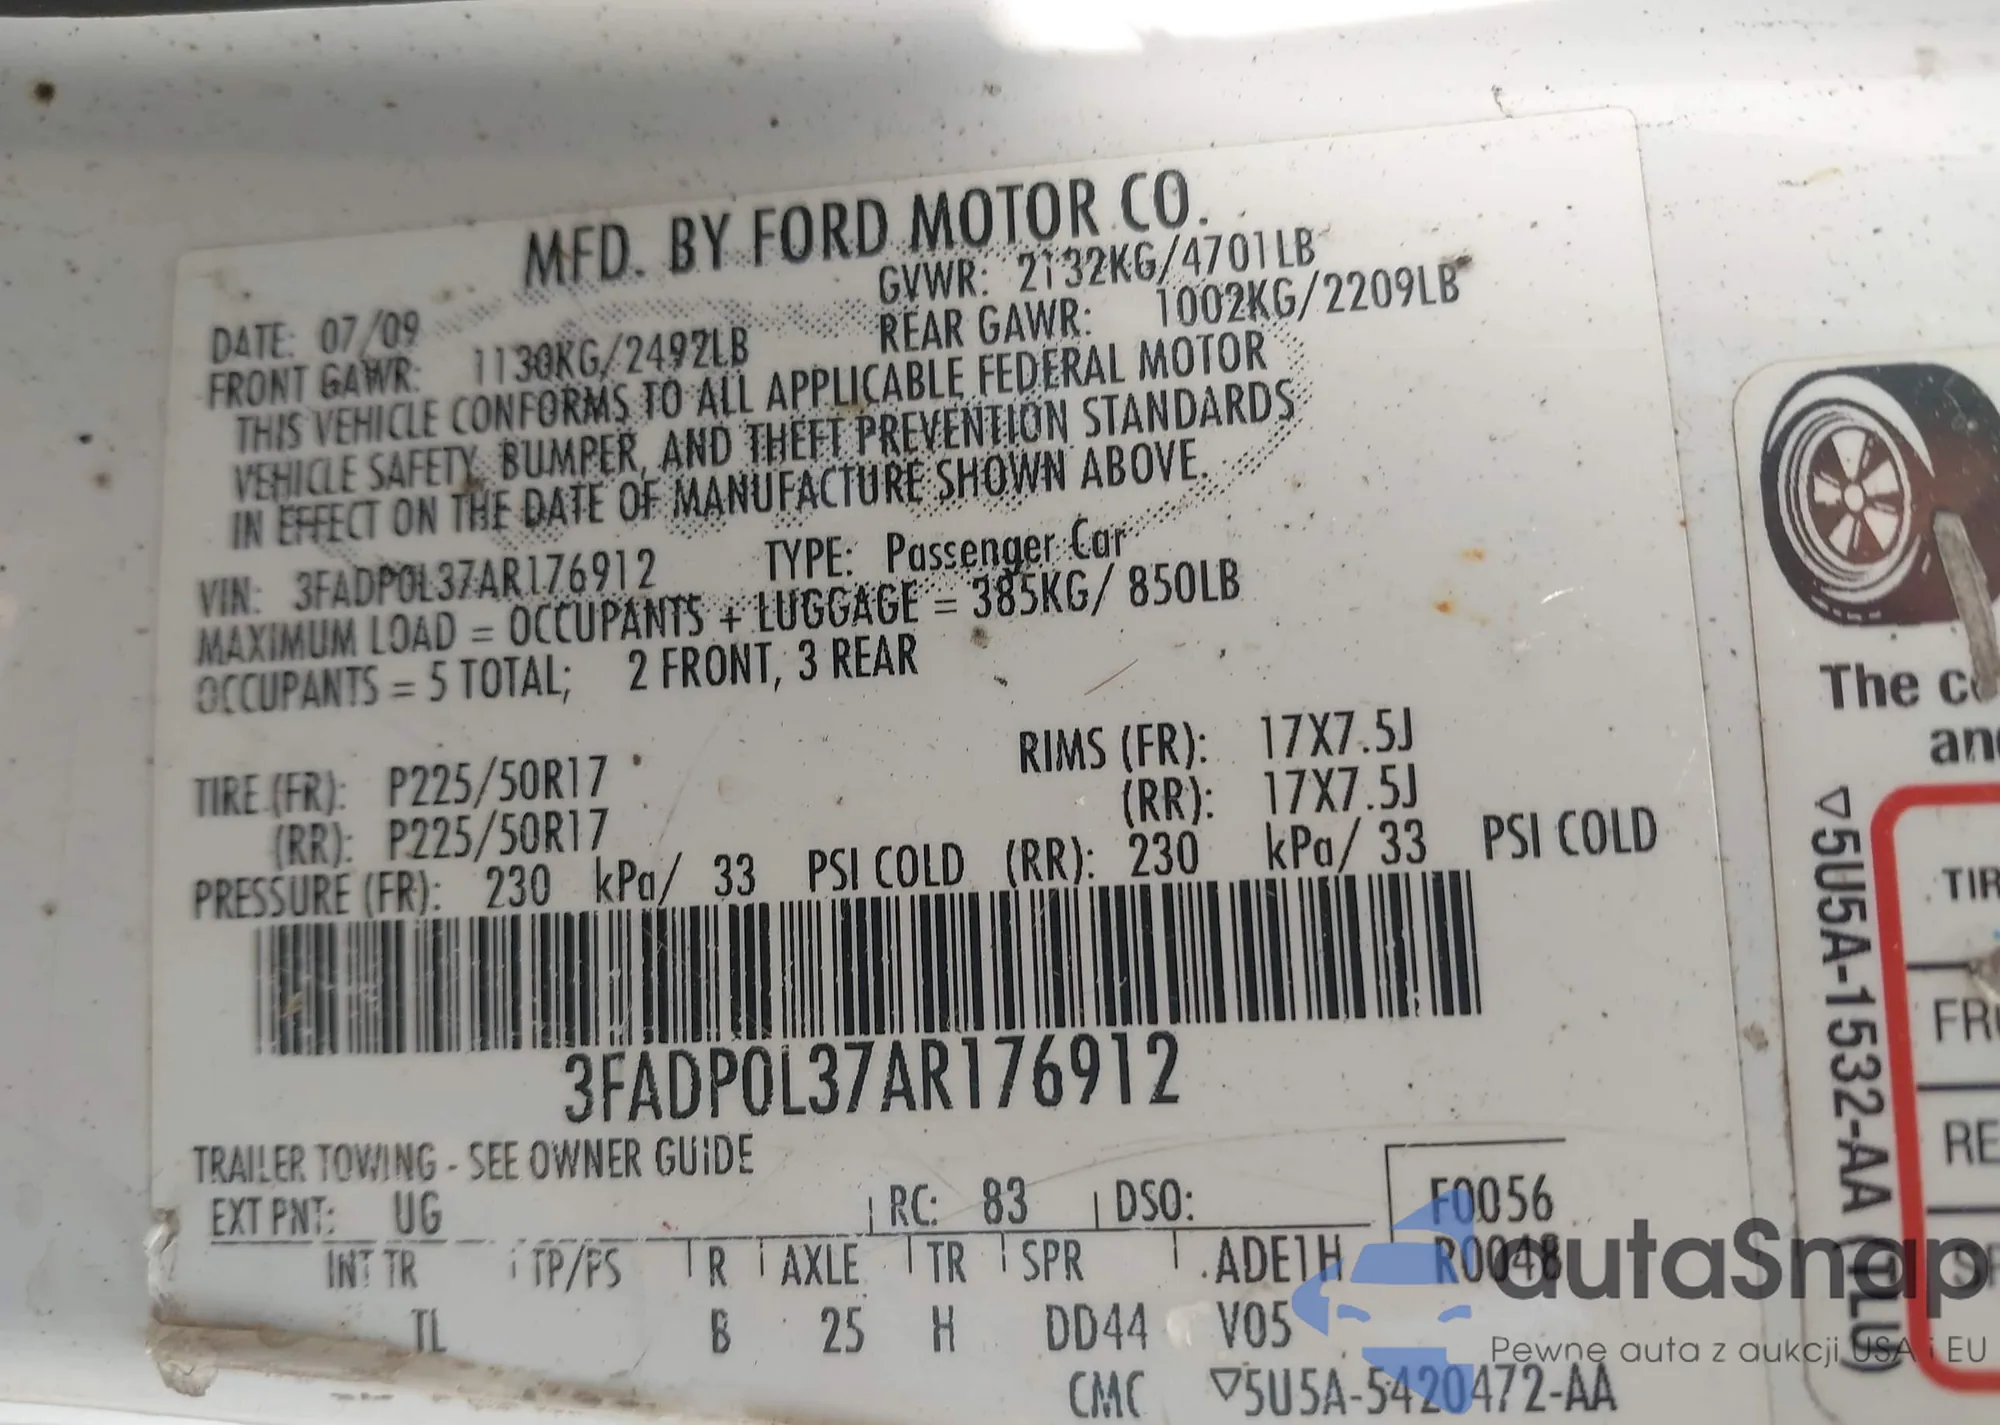 MFD. BY FORD MOTOR CO.
DATE: 07/09 GVWR: 2132KG/4701LB
FRONT GAWR: 1130KG/2492LB REAR GAWR: 1002KG/2209LB
THIS VEHICLE CONFORMS TO ALL APPLICABLE FEDERAL MOTOR
VEHICLE SAFETY, BUMPER, AND THEFT PREVENTION STANDARDS
IN EFFECT ON THE DATE OF MANUFACTURE SHOWN ABOVE.
VIN: 3FADP0L37AR176912 TYPE: Passenger Car
MAXIMUM LOAD = OCCUPANTS + LUGGAGE = 385KG/ 850LB
OCCUPANTS = 5 TOTAL; 2 FRONT, 3 REAR
TIRE (FR): P225/50R17 RIMS (FR): 17X7.5J
(RR): P225/50R17 (RR): 17X7.5J
PRESSURE (FR): 230 kPa/ 33 PSI COLD (RR): 230 kPa/ 33 PSI COLD
3FADP0L37AR176912
TRAILER TOWING - SEE OWNER GUIDE
EXT PNT: UG RC: 83 DSO: F0056
INT TR TP/PS R AXLE TR SPR ADE1H R0048
TL B 25 H DD44 V05
CMC ▽5U5A-5420472-AA
The
and
▽5U5A-1532-AA (TLU)
TIR
FR
RE
SP
autaSnap
Pewne auta z aukcji USA i EU